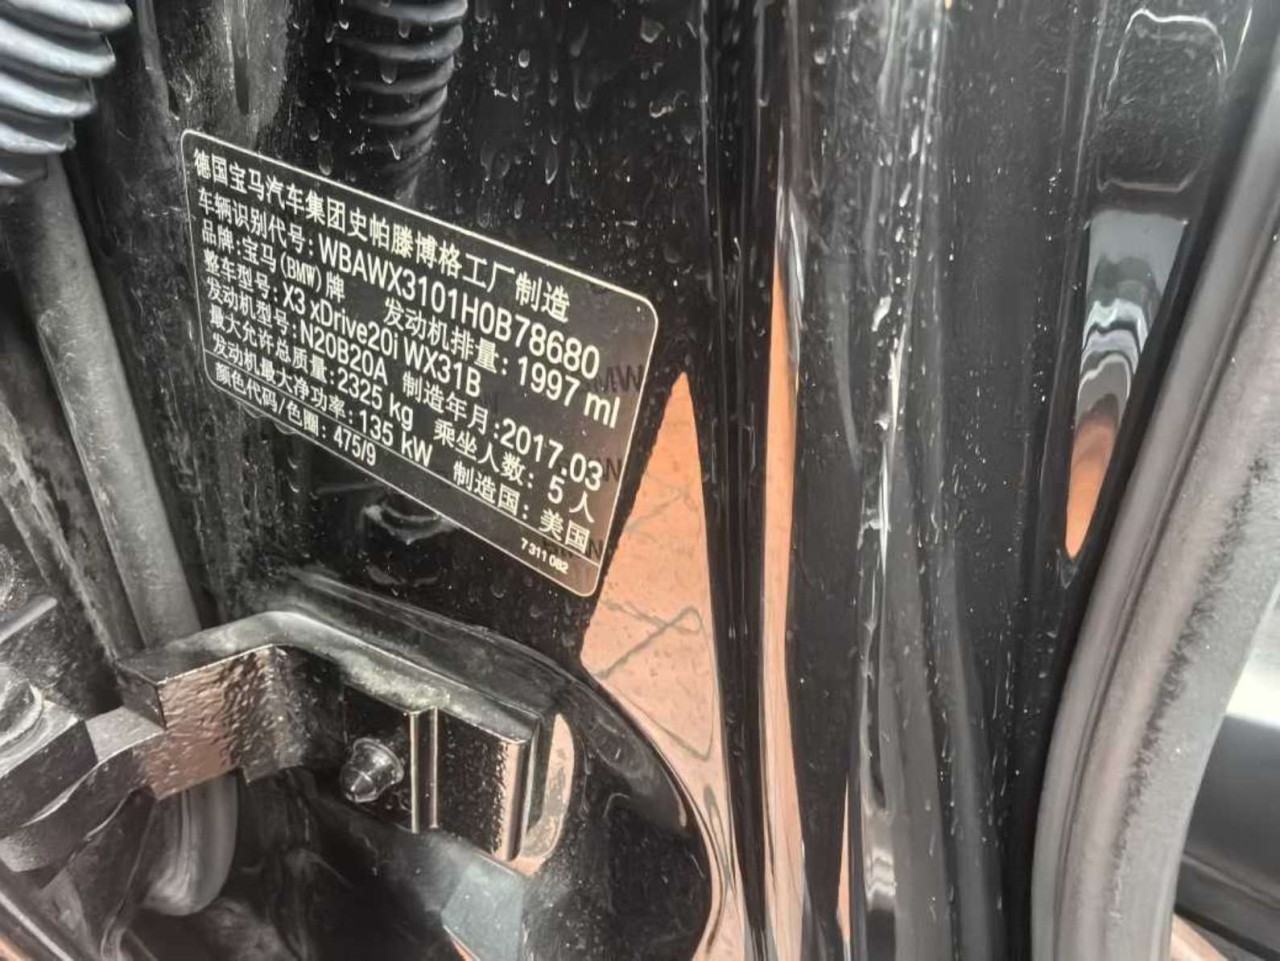 德国宝马汽车集团史帕滕博格工厂制造
车辆识别代号:WBAWX3101H0B78680
品牌:宝马(BMW)牌 发动机排量:1997 ml
整车型号:X3 xDrive20i WX31B
发动机型号:N20B20A 制造年月:2017.03
最大允许总质量:2325 kg 乘坐人数:5人
发动机最大净功率:135 kW 制造国:美国
颜色代码/色圈:475/9
7 311 082